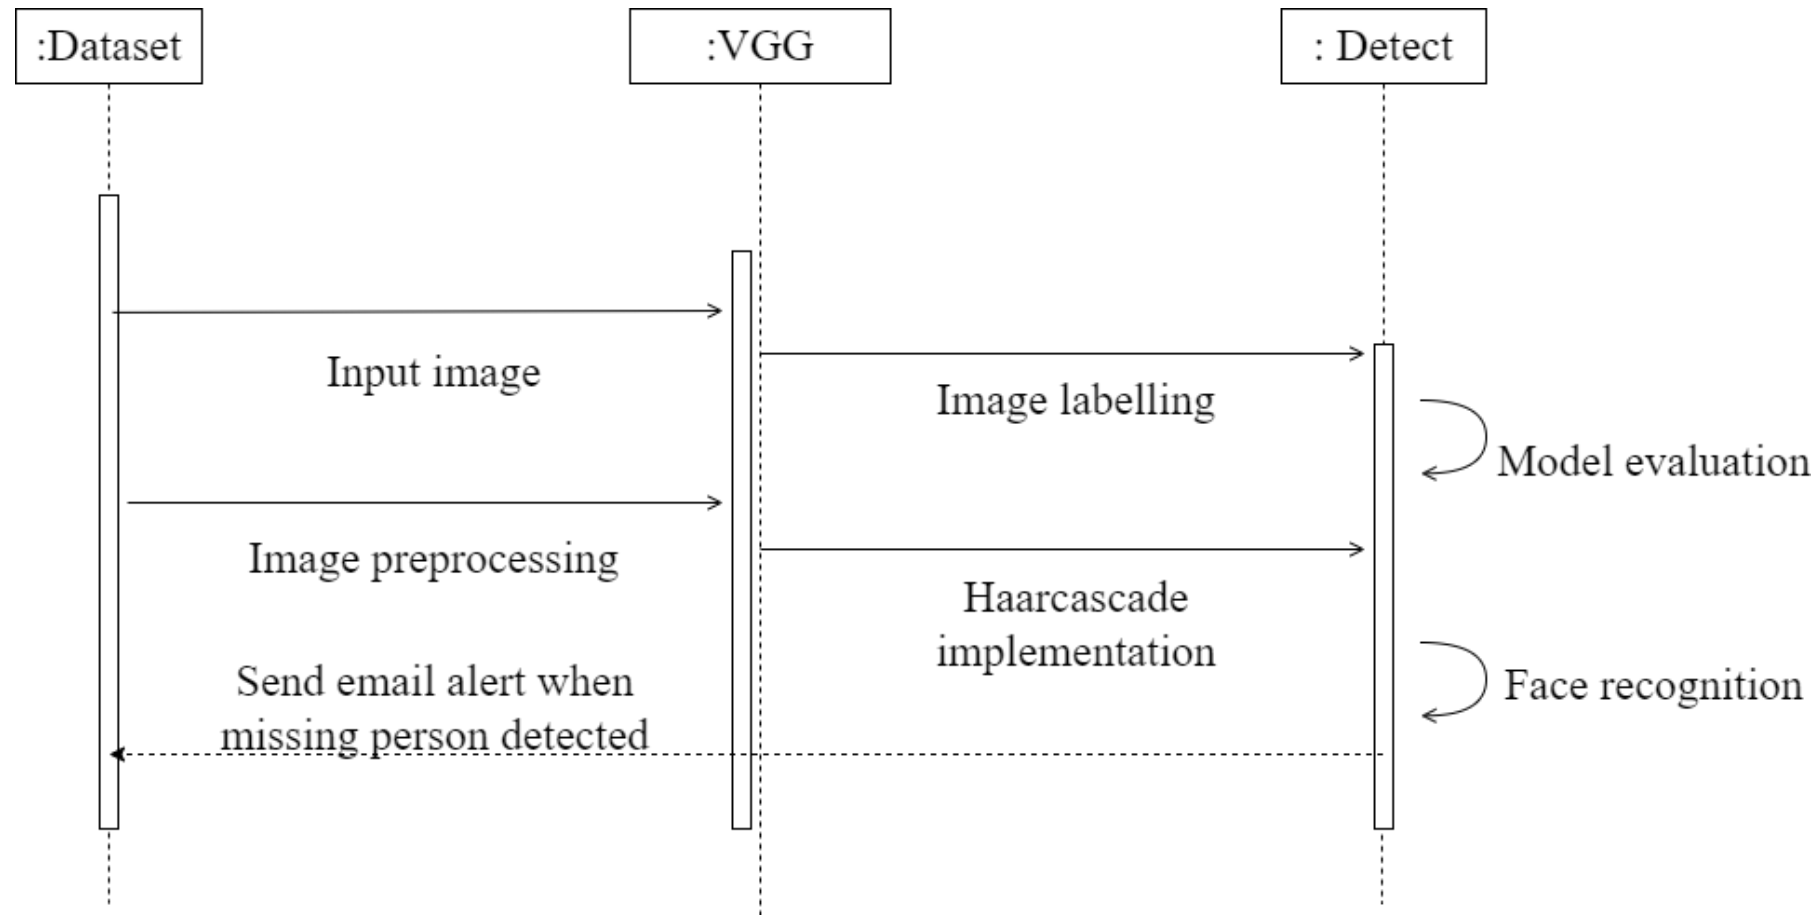 :Dataset
:VGG
: Detect
Input image
Image labelling
Model evaluation
Image preprocessing
Haarcascade
implementation
Send email alert when
missing person detected
Face recognition